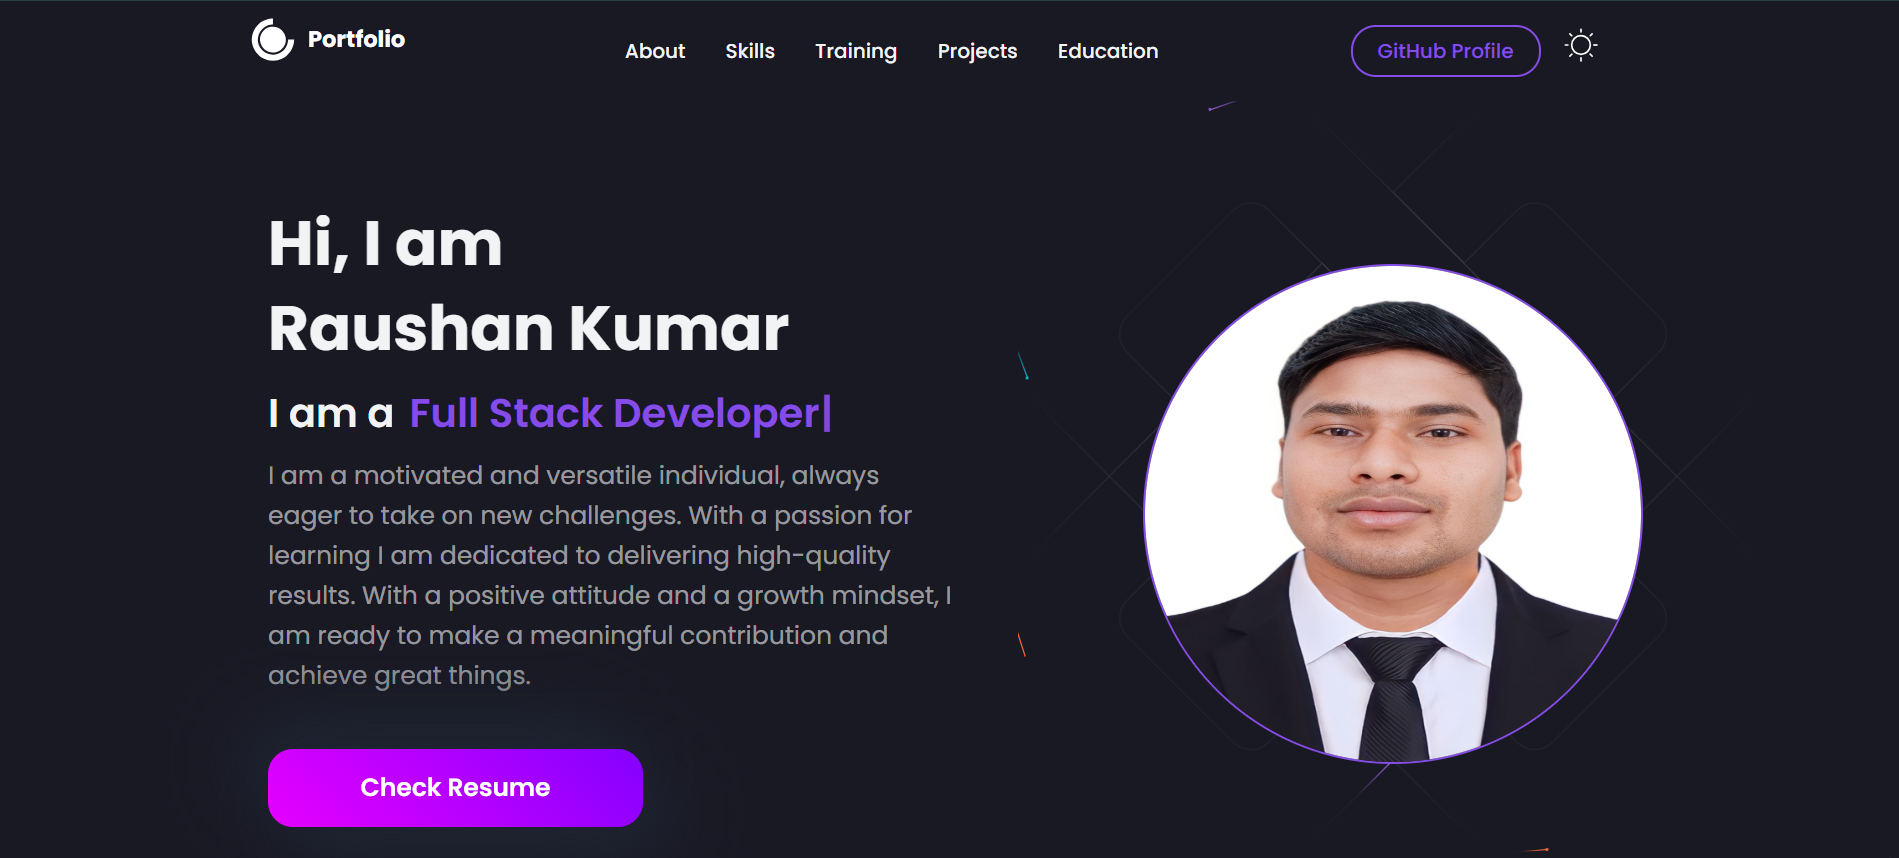 Portfolio
About Skills Training Projects Education
GitHub Profile
Hi, I am
Raushan Kumar
I am a Full Stack Developer|
I am a motivated and versatile individual, always
eager to take on new challenges. With a passion for
learning I am dedicated to delivering high-quality
results. With a positive attitude and a growth mindset, I
am ready to make a meaningful contribution and
achieve great things.
Check Resume